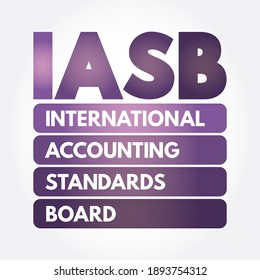 IASB
INTERNATIONAL
ACCOUNTING
STANDARDS
BOARD
shutterstock.com · 1893754312